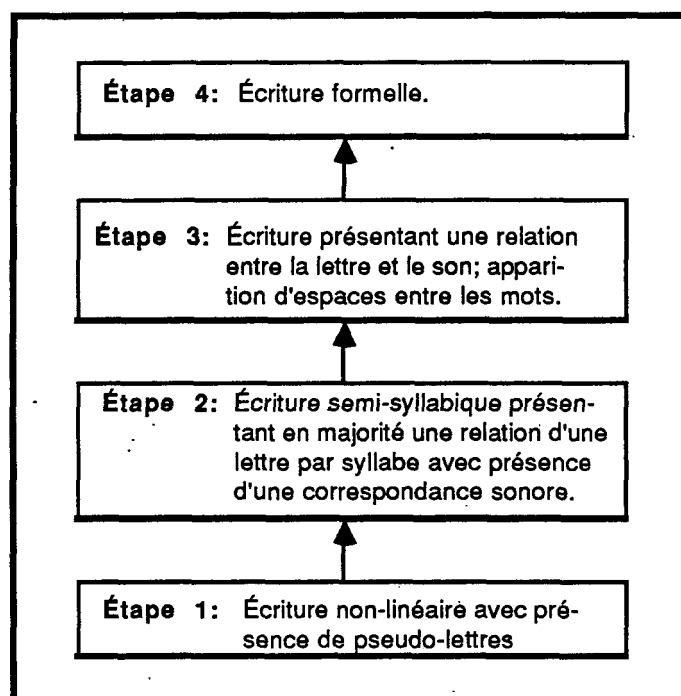 Étape 4: Écriture formelle.
Étape 3: Écriture présentant une relation
entre la lettre et le son; appari-
tion d'espaces entre les mots.
Étape 2: Écriture semi-syllabique présen-
tant en majorité une relation d'une
lettre par syllabe avec présence
d'une correspondance sonore.
Étape 1: Écriture non-linéaire avec pré-
sence de pseudo-lettres